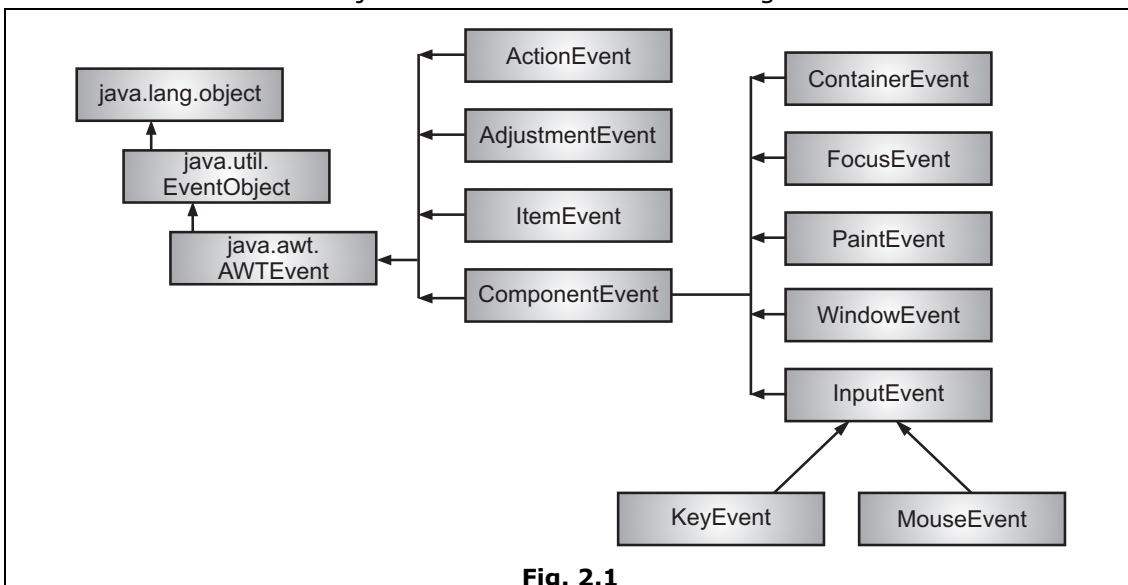 java.lang.object
java.util.
EventObject
java.awt.
AWTEvent
ActionEvent
AdjustmentEvent
ItemEvent
ComponentEvent
ContainerEvent
FocusEvent
PaintEvent
WindowEvent
InputEvent
KeyEvent
MouseEvent
Fig. 2.1